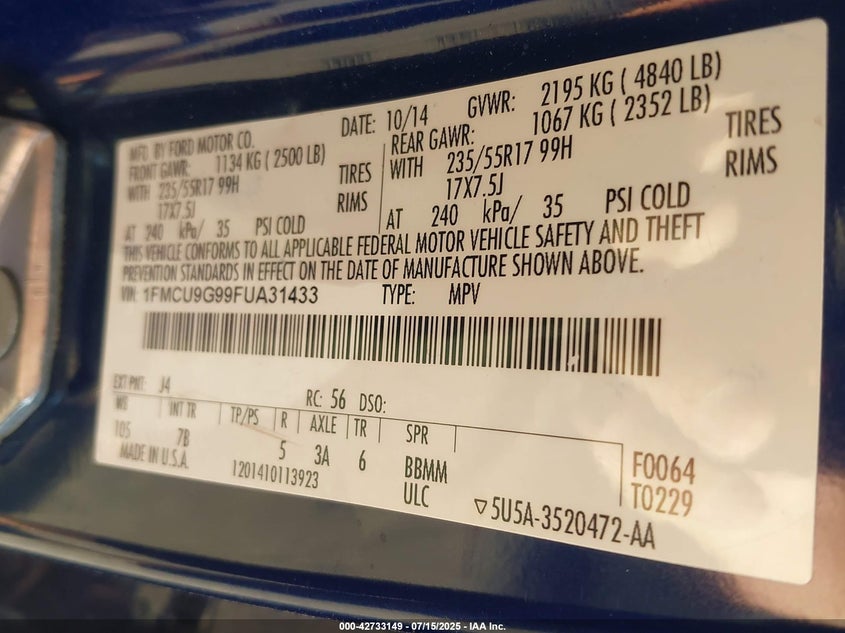 MFD. BY FORD MOTOR CO. DATE: 10/14 GVWR: 2195 KG ( 4840 LB)
FRONT GAWR: 1134 KG ( 2500 LB) REAR GAWR: 1067 KG ( 2352 LB)
WITH 235/55R17 99H TIRES WITH 235/55R17 99H TIRES
17X7.5J RIMS 17X7.5J RIMS
AT 240 kPa/ 35 PSI COLD AT 240 kPa/ 35 PSI COLD
THIS VEHICLE CONFORMS TO ALL APPLICABLE FEDERAL MOTOR VEHICLE SAFETY AND THEFT
PREVENTION STANDARDS IN EFFECT ON THE DATE OF MANUFACTURE SHOWN ABOVE.
VIN: 1FMCU9G99FUA31433 TYPE: MPV
EXT PNT: J4 RC: 56 DSO:
WB INT TR TP/PS R AXLE TR SPR
105 7B 5 3A 6 BBMM F0064
MADE IN U.S.A. 1201410113923 ULC T0229
▽5U5A-3520472-AA
000-42733149 - 07/15/2025 - IAA Inc.